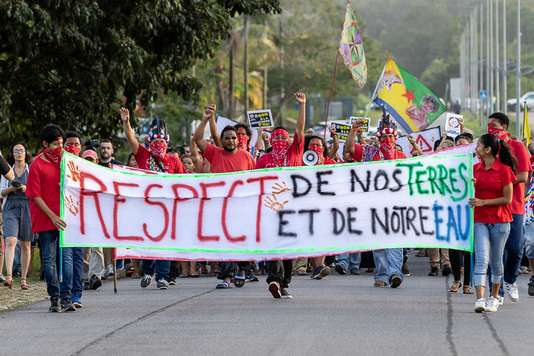 RESPECT DE NOS TERRES
ET DE NOTRE EAU